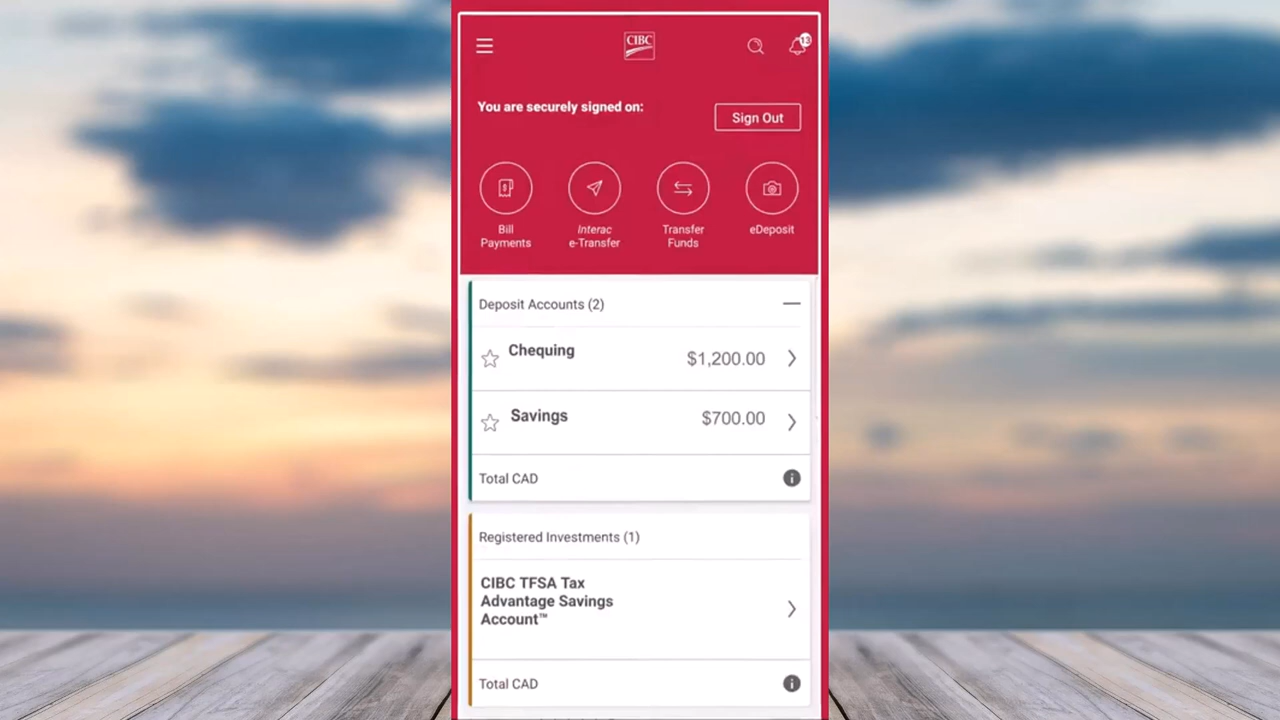 CIBC
13
You are securely signed on:
Sign Out
Bill
Payments
Interac
e-Transfer
Transfer
Funds
eDeposit
Deposit Accounts (2)
Chequing
$1,200.00
Savings
$700.00
Total CAD
Registered Investments (1)
CIBC TFSA Tax
Advantage Savings
Account™
Total CAD